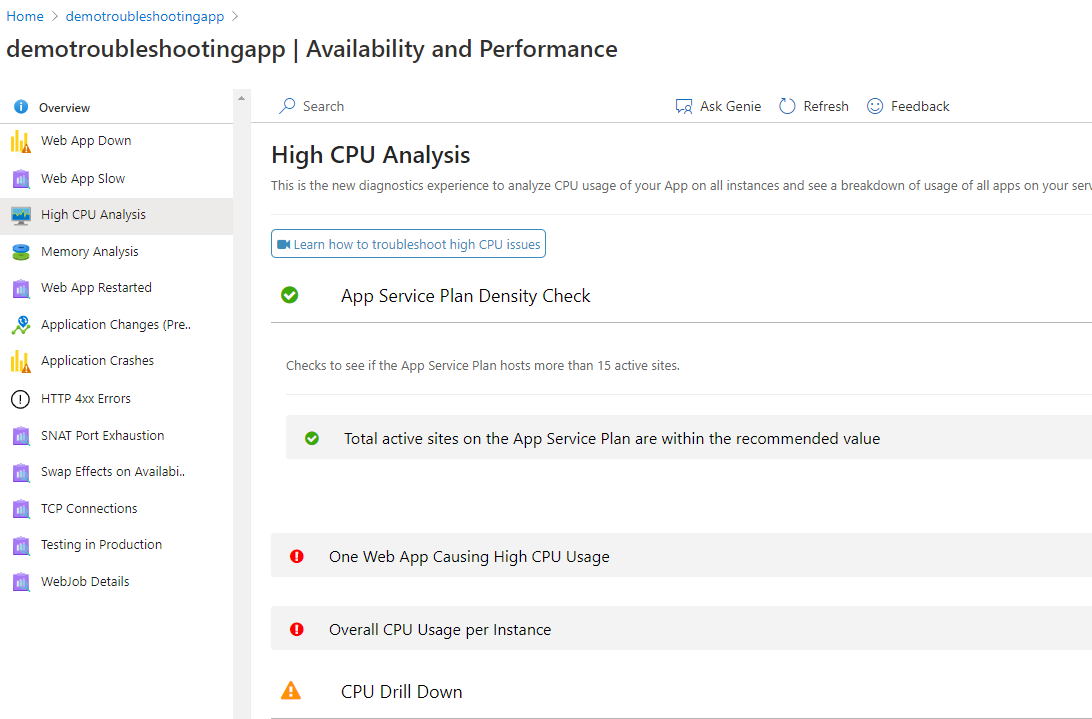 Home > demotroubleshootingapp >
demotroubleshootingapp | Availability and Performance
Overview
Web App Down
Web App Slow
High CPU Analysis
Memory Analysis
Web App Restarted
Application Changes (Pre..
Application Crashes
HTTP 4xx Errors
SNAT Port Exhaustion
Swap Effects on Availabi..
TCP Connections
Testing in Production
WebJob Details
Search
Ask Genie
Refresh
Feedback
High CPU Analysis
This is the new diagnostics experience to analyze CPU usage of your App on all instances and see a breakdown of usage of all apps on your
Learn how to troubleshoot high CPU issues
App Service Plan Density Check
Checks to see if the App Service Plan hosts more than 15 active sites.
Total active sites on the App Service Plan are within the recommended value
One Web App Causing High CPU Usage
Overall CPU Usage per Instance
CPU Drill Down